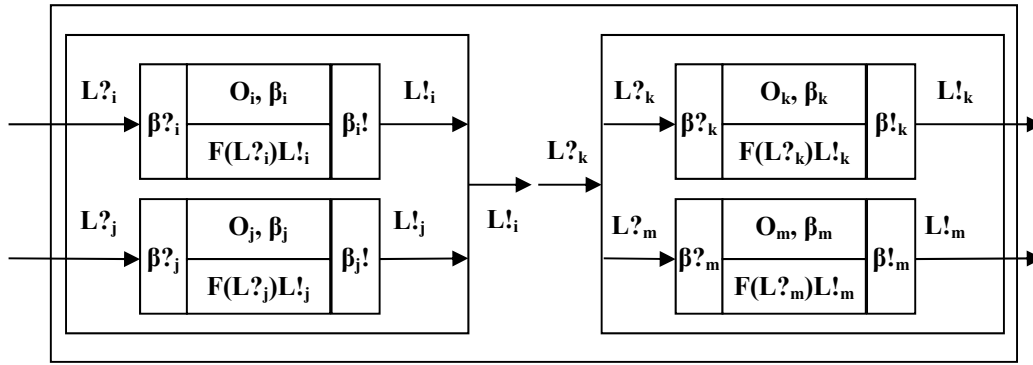 L?ᵢ
β?ᵢ
Oᵢ, βᵢ
F(L?ᵢ)L!ᵢ
βᵢ!
L!ᵢ
L?ⱼ
β?ⱼ
Oⱼ, βⱼ
F(L?ⱼ)L!ⱼ
βⱼ!
L!ⱼ
L!ᵢ
L?ₖ
L?ₖ
β?ₖ
Oₖ, βₖ
F(L?ₖ)L!ₖ
β!ₖ
L!ₖ
L?ₘ
β?ₘ
Oₘ, βₘ
F(L?ₘ)L!ₘ
β!ₘ
L!ₘ